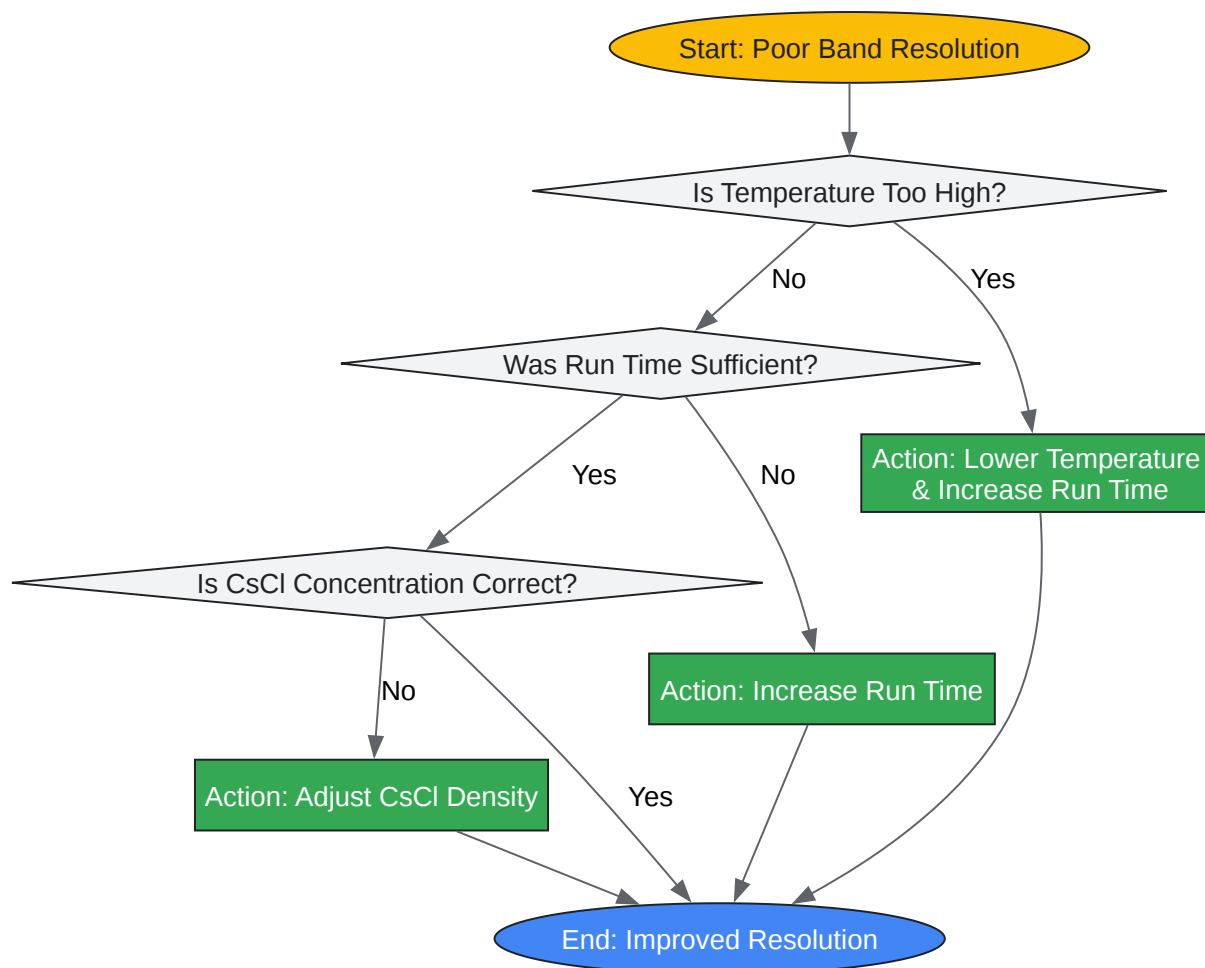 Start: Poor Band Resolution
Is Temperature Too High?
No
Yes
Was Run Time Sufficient?
Action: Lower Temperature
& Increase Run Time
Yes
No
Is CsCl Concentration Correct?
Action: Increase Run Time
No
Action: Adjust CsCl Density
Yes
End: Improved Resolution